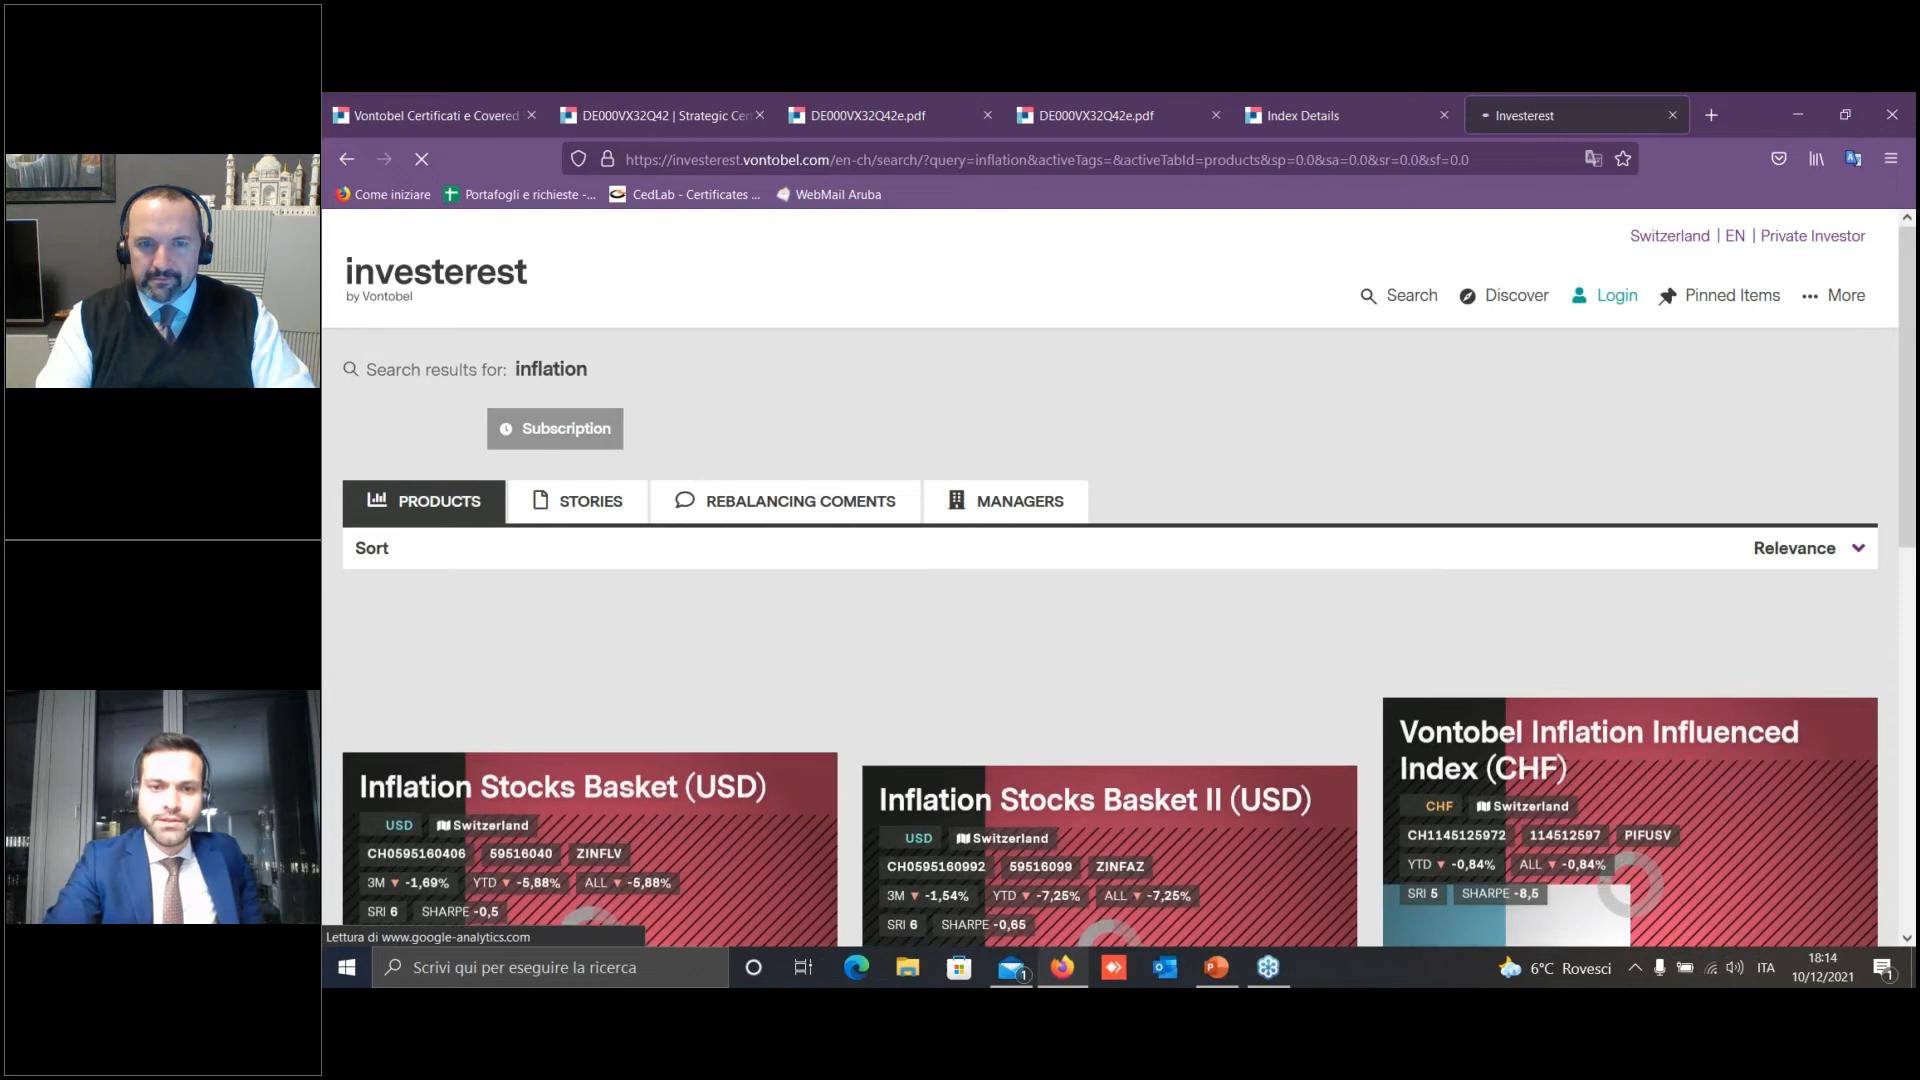 Vontobel Certificati e Covered
DE000VX32Q42 | Strategic Cer
DE000VX32Q42e.pdf
DE000VX32Q42e.pdf
Index Details
Investerest
https://investerest.vontobel.com/en-ch/search/?query=inflation&activeTags=&activeTabId=products&sp=0.0&sa=0.0&sr=0.0&sf=0.0
Come iniziare
Portafogli e richieste -...
CedLab - Certificates ...
WebMail Aruba
Switzerland | EN | Private Investor
investerest
by Vontobel
Search
Discover
Login
Pinned Items
More
Search results for: inflation
Subscription
PRODUCTS
STORIES
REBALANCING COMENTS
MANAGERS
Sort
Relevance
Inflation Stocks Basket (USD)
USD Switzerland
CH0595160406 59516040 ZINFLV
3M ▼ -1,69% YTD ▼ -5,88% ALL ▼ -5,88%
SRI 6 SHARPE -0,5
Inflation Stocks Basket II (USD)
USD Switzerland
CH0595160992 59516099 ZINFAZ
3M ▼ -1,54% YTD ▼ -7,25% ALL ▼ -7,25%
SRI 6 SHARPE -0,65
Vontobel Inflation Influenced
Index (CHF)
CHF Switzerland
CH1145125972 114512597 PIFUSV
YTD ▼ -0,84% ALL ▼ -0,84%
SRI 5 SHARPE -8,5
Lettura di www.google-analytics.com
Scrivi qui per eseguire la ricerca
1
6°C Rovesci
ITA
18:14
10/12/2021
1